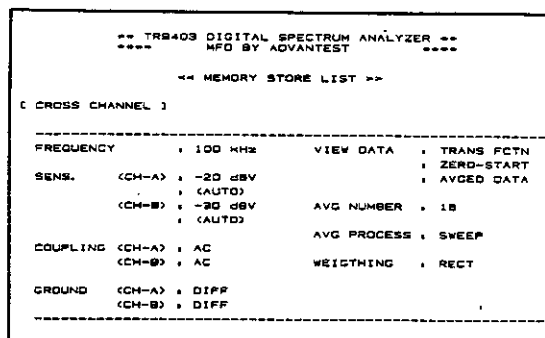 ** TR9403 DIGITAL SPECTRUM ANALYZER **
**** MFD BY ADVANTEST ****
<< MEMORY STORE LIST >>
[ CROSS CHANNEL ]
FREQUENCY : 100 kHz VIEW DATA : TRANS FCTN
: ZERO-START
SENS. <CH-A> : -20 dBV : AVGED DATA
: (AUTO)
<CH-B> : -30 dBV AVG NUMBER : 16
: (AUTO)
AVG PROCESS : SWEEP
COUPLING <CH-A> : AC
<CH-B> : AC WEIGTHING : RECT
GROUND <CH-A> : DIFF
<CH-B> : DIFF